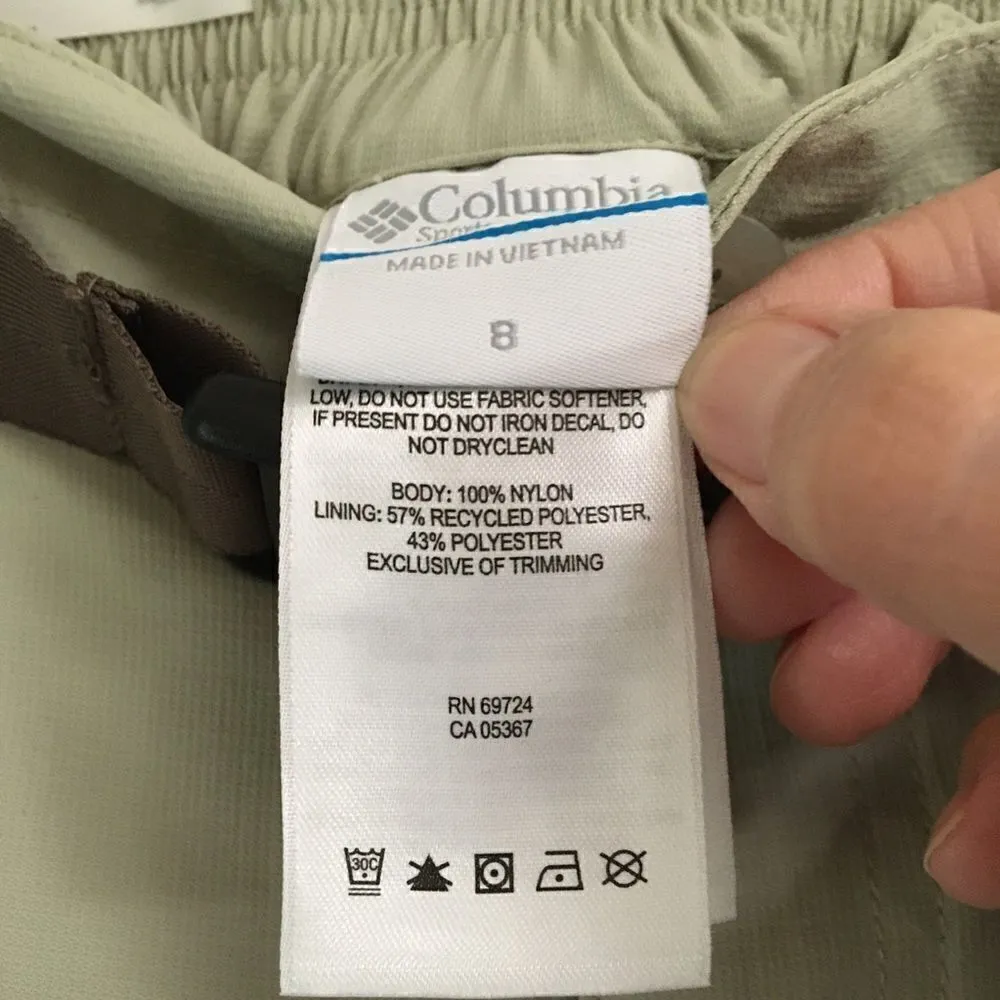 Columbia
MADE IN VIETNAM
8
LOW, DO NOT USE FABRIC SOFTENER,
IF PRESENT DO NOT IRON DECAL, DO
NOT DRYCLEAN
BODY: 100% NYLON
LINING: 57% RECYCLED POLYESTER,
43% POLYESTER
EXCLUSIVE OF TRIMMING
RN 69724
CA 05367
30C